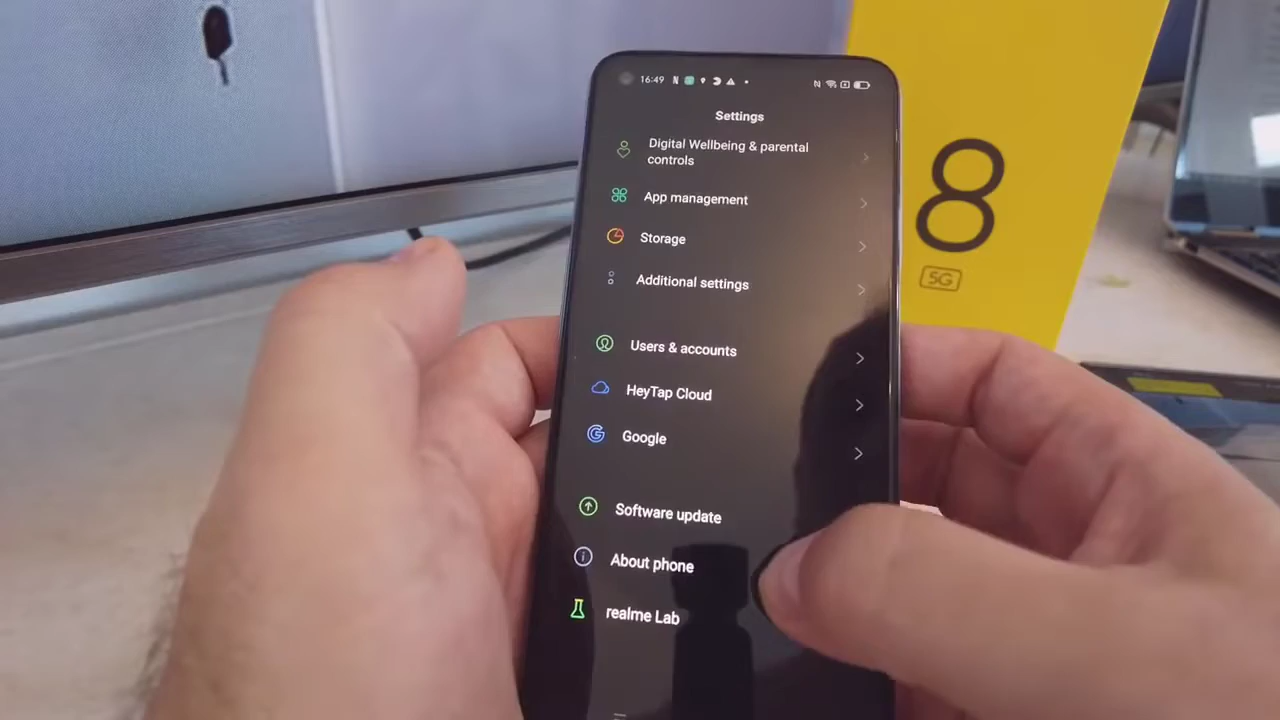 16:49
Settings
Digital Wellbeing & parental
controls
App management
Storage
Additional settings
Users & accounts
HeyTap Cloud
Google
Software update
About phone
realme Lab
8
5G